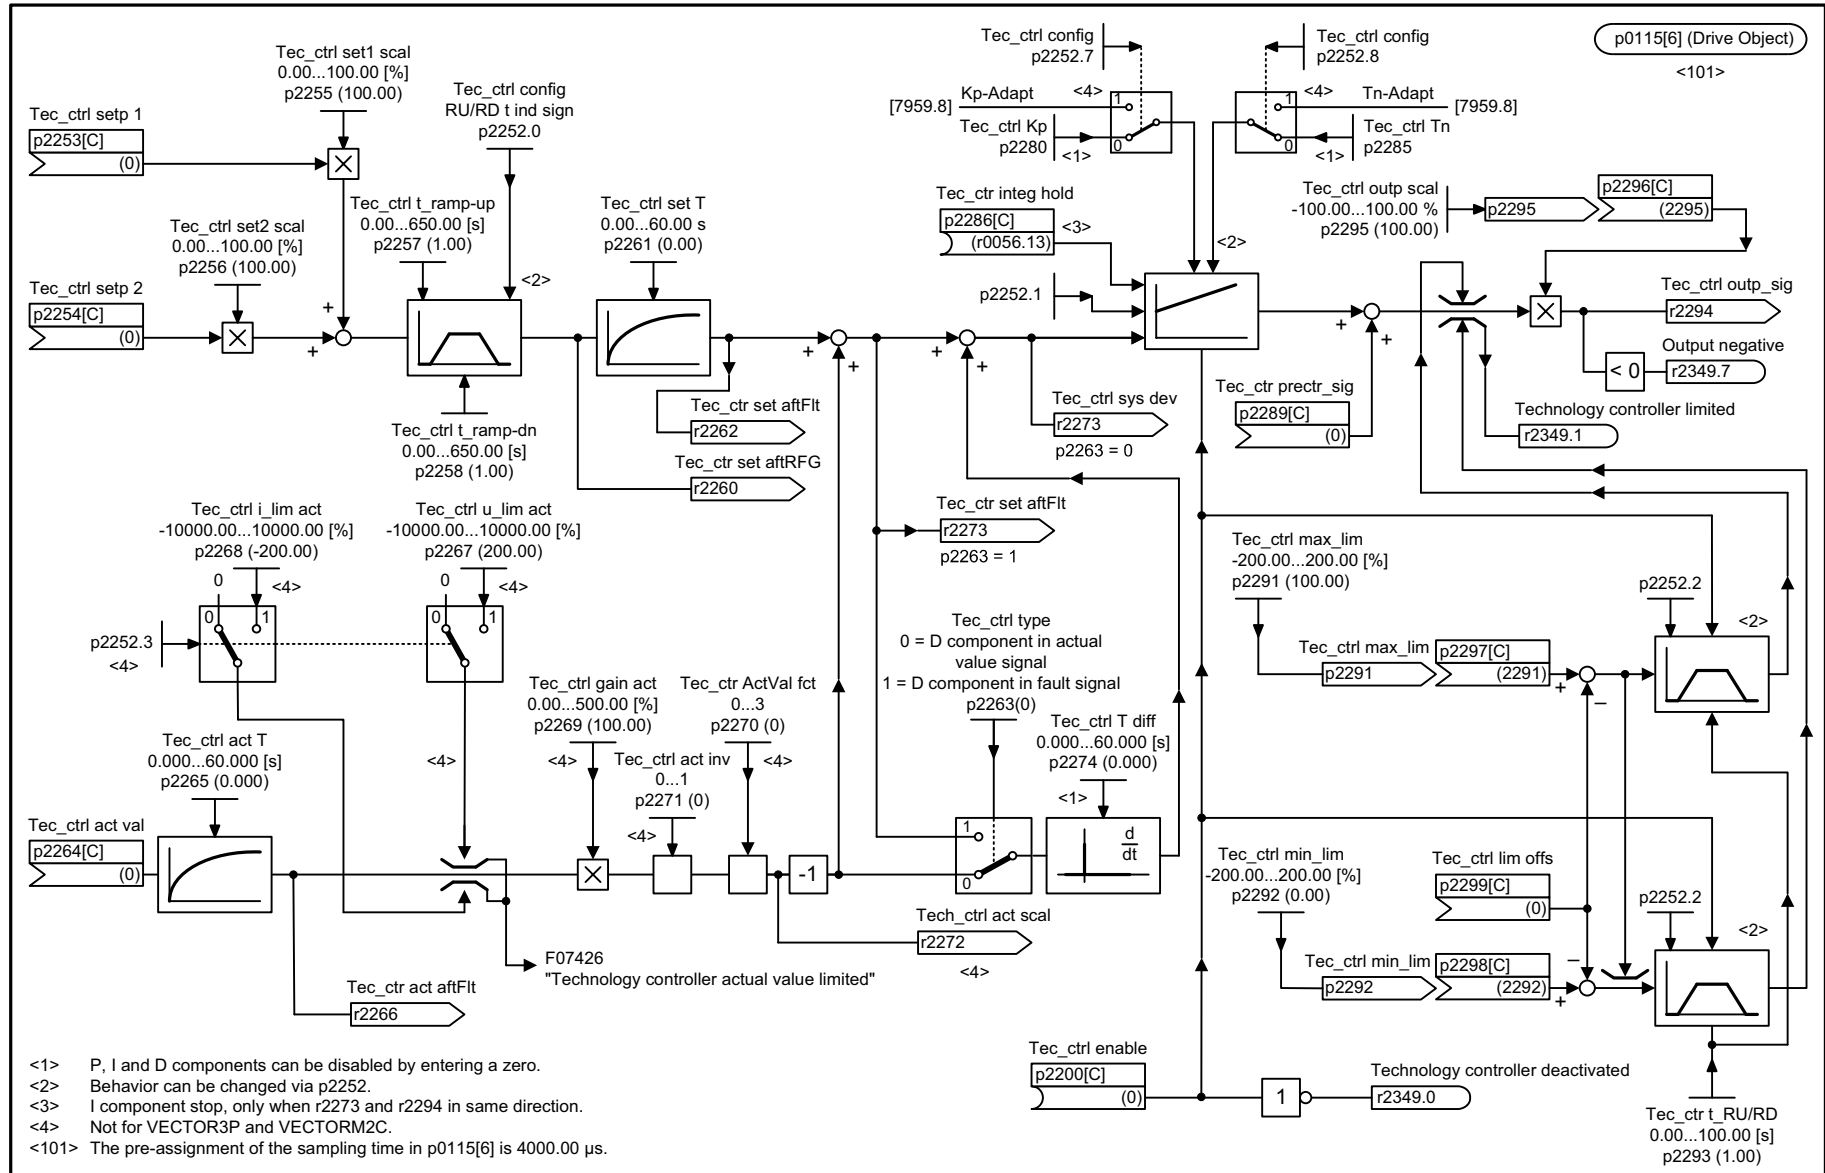 Tec_ctrl set1 scal
0.00...100.00 [%]
p2255 (100.00)
Tec_ctrl config
RU/RD t ind sign
p2252.0
Tec_ctrl setp 1
p2253[C]
(0)
Tec_ctrl set2 scal
0.00...100.00 [%]
p2256 (100.00)
Tec_ctrl t_ramp-up
0.00...650.00 [s]
p2257 (1.00)
Tec_ctrl set T
0.00...60.00 s
p2261 (0.00)
<2>
Tec_ctrl setp 2
p2254[C]
(0)
+
+
Tec_ctrl t_ramp-dn
0.00...650.00 [s]
p2258 (1.00)
Tec_ctr set aftFlt
r2262
Tec_ctr set aftRFG
r2260
Tec_ctrl config
p2252.7
Tec_ctrl config
p2252.8
p0115[6] (Drive Object)
<101>
[7959.8]
Kp-Adapt
<4>
1
0
Tec_ctrl Kp
p2280
<1>
1
0
<4>
Tn-Adapt
[7959.8]
<1>
Tec_ctrl Tn
p2285
Tec_ctr integ hold
p2286[C]
(r0056.13)
<3>
<2>
p2252.1
Tec_ctrl outp scal
-100.00...100.00 %
p2295 (100.00)
p2295
p2296[C]
(2295)
+
+
+
+
+
+
Tec_ctrl outp_sig
r2294
Output negative
< 0
r2349.7
Tec_ctr prectr_sig
p2289[C]
(0)
Technology controller limited
r2349.1
Tec_ctrl sys dev
r2273
p2263 = 0
Tec_ctr set aftFlt
r2273
p2263 = 1
Tec_ctrl i_lim act
-10000.00...10000.00 [%]
p2268 (-200.00)
0
<4>
0
1
Tec_ctrl u_lim act
-10000.00...10000.00 [%]
p2267 (200.00)
0
<4>
0
1
p2252.3
<4>
Tec_ctrl max_lim
-200.00...200.00 [%]
p2291 (100.00)
Tec_ctrl max_lim
p2291
p2297[C]
(2291)
+
–
p2252.2
<2>
Tec_ctrl type
0 = D component in actual
value signal
1 = D component in fault signal
p2263(0)
Tec_ctrl gain act
0.00...500.00 [%]
p2269 (100.00)
<4>
Tec_ctr ActVal fct
0...3
p2270 (0)
<4>
Tec_ctrl act inv
0...1
p2271 (0)
<4>
<4>
Tec_ctrl T diff
0.000...60.000 [s]
p2274 (0.000)
<1>
Tec_ctrl act T
0.000...60.000 [s]
p2265 (0.000)
Tec_ctrl act val
p2264[C]
(0)
-1
1
0
d
dt
Tech_ctrl act scal
r2272
<4>
F07426
"Technology controller actual value limited"
Tec_ctr act aftFlt
r2266
Tec_ctrl min_lim
-200.00...200.00 [%]
p2292 (0.00)
Tec_ctrl lim offs
p2299[C]
(0)
p2252.2
<2>
Tec_ctrl min_lim
p2292
p2298[C]
(2292)
–
+
Tec_ctrl enable
p2200[C]
(0)
1
Technology controller deactivated
r2349.0
Tec_ctr t_RU/RD
0.00...100.00 [s]
p2293 (1.00)
<1> P, I and D components can be disabled by entering a zero.
<2> Behavior can be changed via p2252.
<3> I component stop, only when r2273 and r2294 in same direction.
<4> Not for VECTOR3P and VECTORM2C.
<101> The pre-assignment of the sampling time in p0115[6] is 4000.00 µs.